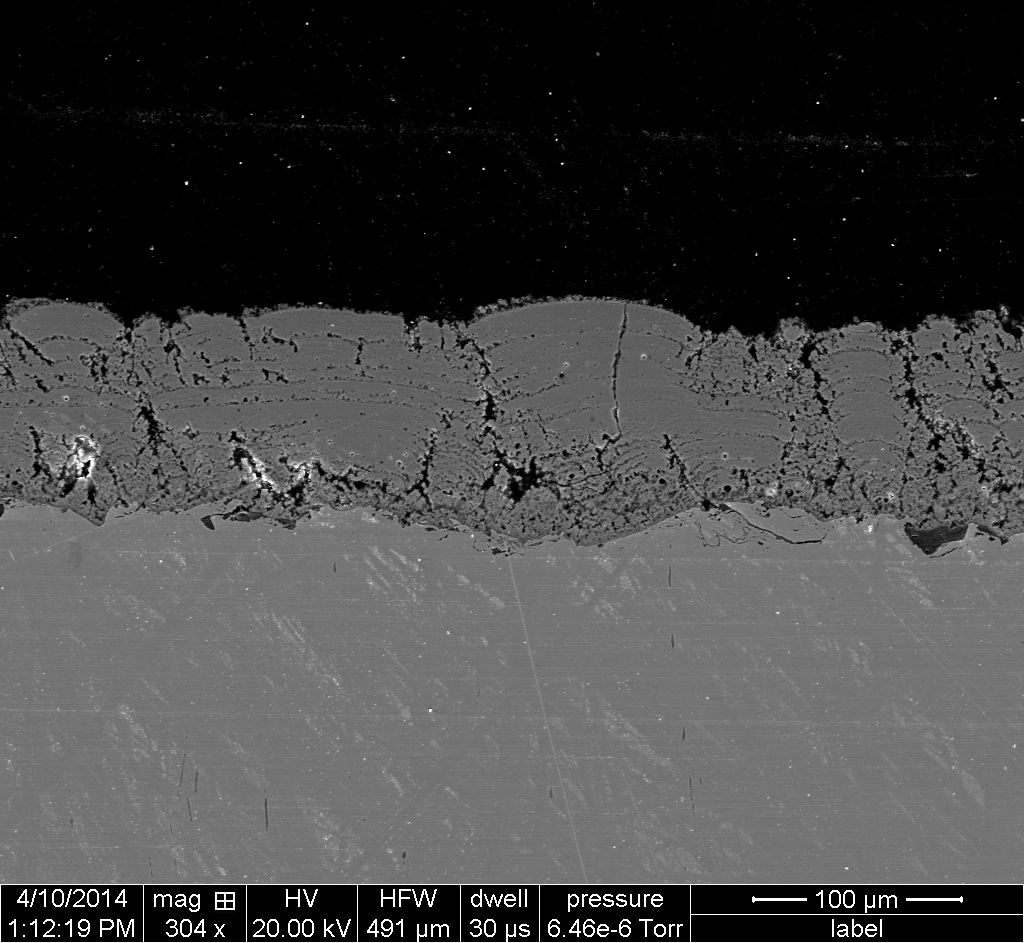 4/10/2014 mag HV HFW dwell pressure 100 µm
1:12:19 PM 304 x 20.00 kV 491 µm 30 µs 6.46e-6 Torr label